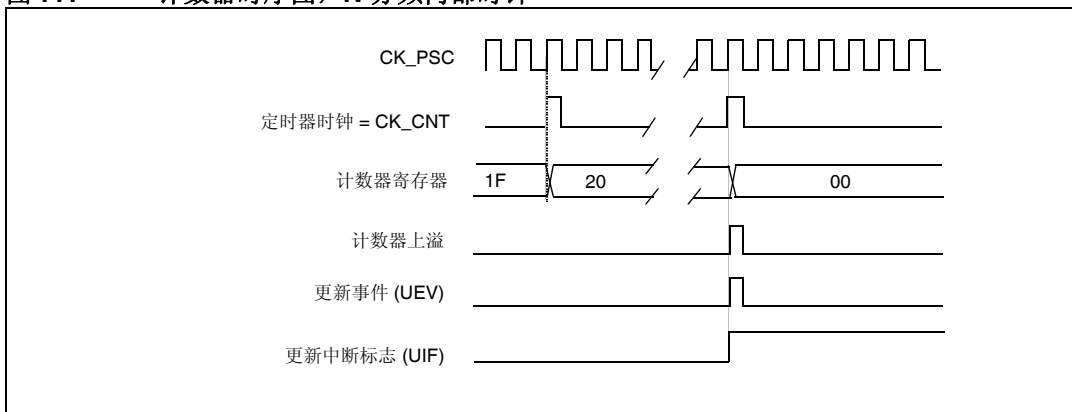 CK_PSC
定时器时钟 = CK_CNT
计数器寄存器 1F 20 00
计数器上溢
更新事件 (UEV)
更新中断标志 (UIF)